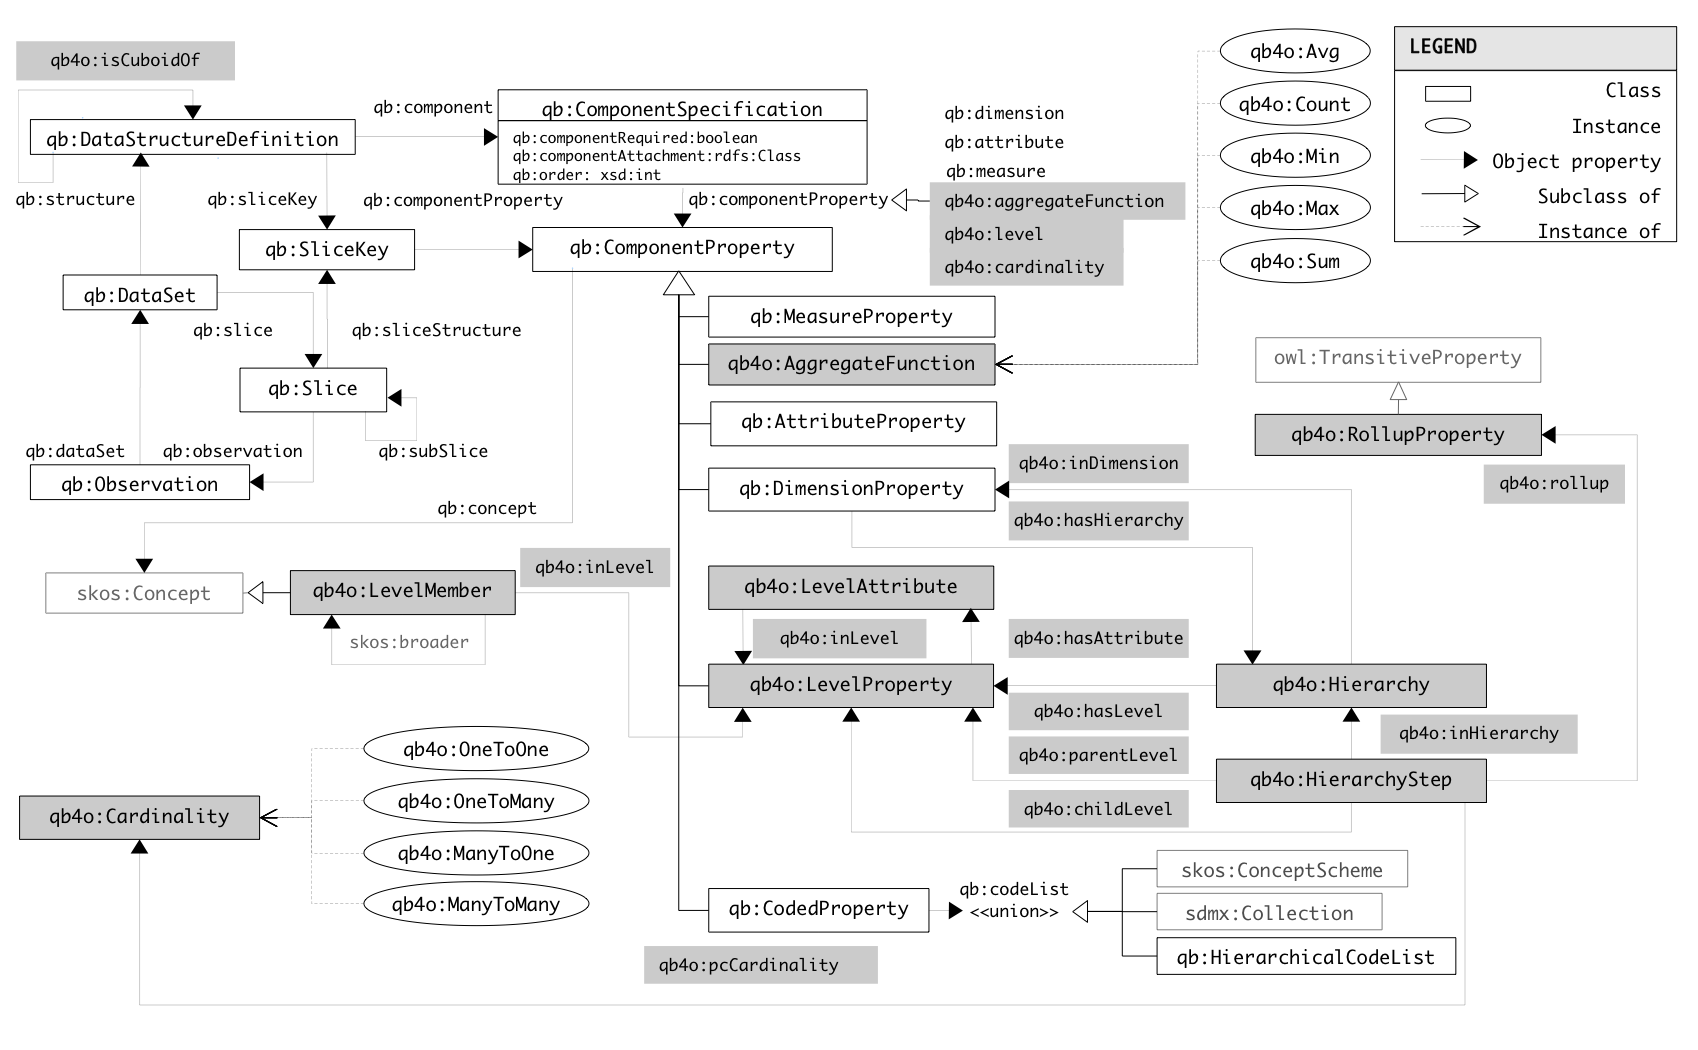 qb4o:isCuboidOf
qb:DataStructureDefinition
qb:component
qb:ComponentSpecification
qb:componentRequired:boolean
qb:componentAttachment:rdfs:Class
qb:order: xsd:int
qb:dimension
qb:attribute
qb:measure
qb4o:aggregateFunction
qb4o:level
qb4o:cardinality
qb4o:Avg
qb4o:Count
qb4o:Min
qb4o:Max
qb4o:Sum
LEGEND
Class
Instance
Object property
Subclass of
Instance of
qb:structure
qb:sliceKey
qb:componentProperty
qb:componentProperty
qb:SliceKey
qb:ComponentProperty
qb:DataSet
qb:slice
qb:sliceStructure
qb:MeasureProperty
qb4o:AggregateFunction
owl:TransitiveProperty
qb:Slice
qb:AttributeProperty
qb4o:RollupProperty
qb:dataSet
qb:observation
qb:subSlice
qb4o:inDimension
qb:Observation
qb:DimensionProperty
qb4o:rollup
qb:concept
qb4o:hasHierarchy
qb4o:inLevel
skos:Concept
qb4o:LevelMember
qb4o:LevelAttribute
skos:broader
qb4o:inLevel
qb4o:hasAttribute
qb4o:LevelProperty
qb4o:Hierarchy
qb4o:hasLevel
qb4o:inHierarchy
qb4o:parentLevel
qb4o:HierarchyStep
qb4o:childLevel
qb4o:OneToOne
qb4o:OneToMany
qb4o:Cardinality
qb4o:ManyToOne
qb4o:ManyToMany
qb:CodedProperty
qb:codeList
<<union>>
skos:ConceptScheme
sdmx:Collection
qb:HierarchicalCodeList
qb4o:pcCardinality